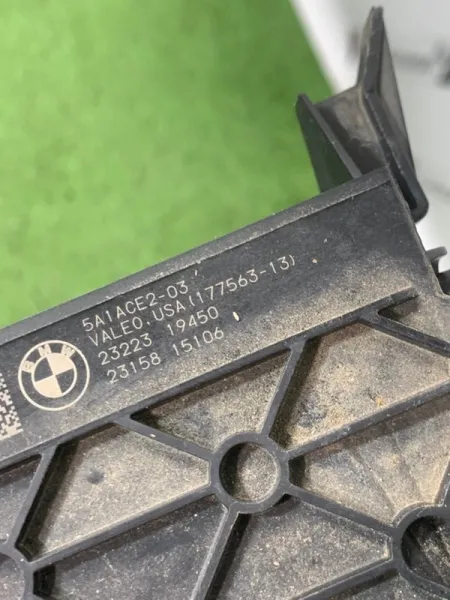 5A1ACE2-03
VALEO, USA(177563-13)
23223 19450
23158 15106
BMW